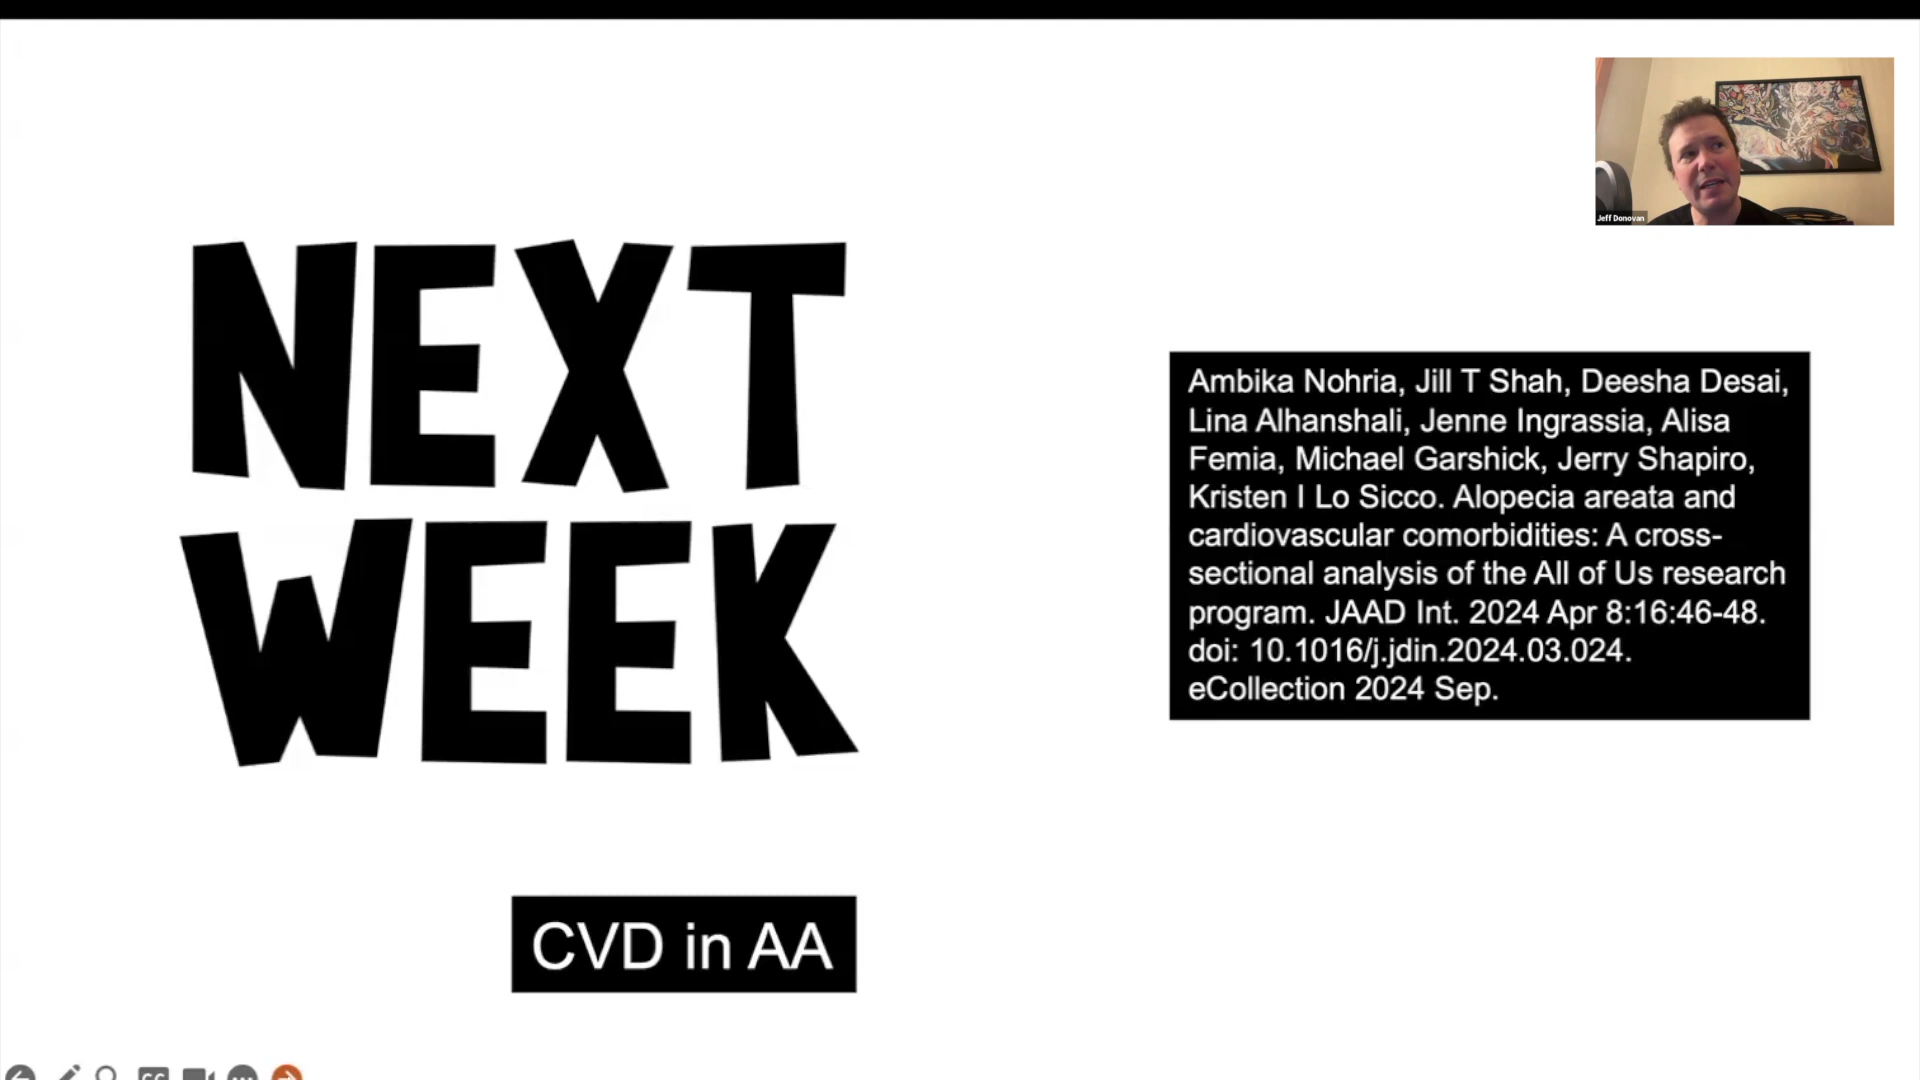 Jeff Donovan
NEXT
WEEK
Ambika Nohria, Jill T Shah, Deesha Desai,
Lina Alhanshali, Jenne Ingrassia, Alisa
Femia, Michael Garshick, Jerry Shapiro,
Kristen I Lo Sicco. Alopecia areata and
cardiovascular comorbidities: A cross-
sectional analysis of the All of Us research
program. JAAD Int. 2024 Apr 8:16:46-48.
doi: 10.1016/j.jdin.2024.03.024.
eCollection 2024 Sep.
CVD in AA
CC